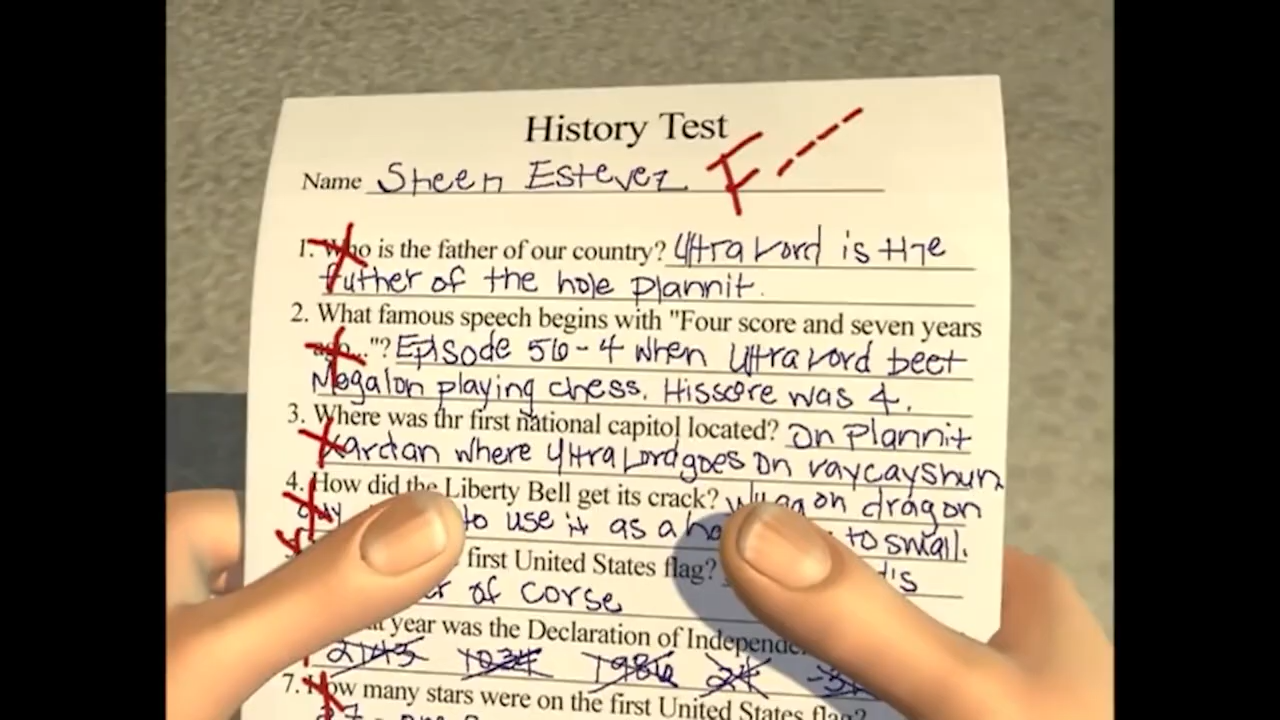 History Test
Name Sheen Estevez F-----
1. Who is the father of our country? Ultra Lord is the
futher of the hole plannit.
2. What famous speech begins with "Four score and seven years
ago..."? Episode 56-4 when Ultra Lord beet
Megalon playing chess. His score was 4.
3. Where was thr first national capitol located? On Plannit
Xardan where Ultra Lord goes on vaycayshun
4. How did the Liberty Bell get its crack? on dragon
to use it as a to small.
first United States flag?
of corse
year was the Declaration of
2145 1034 1986 24
7. How many stars were on the first United States flag?